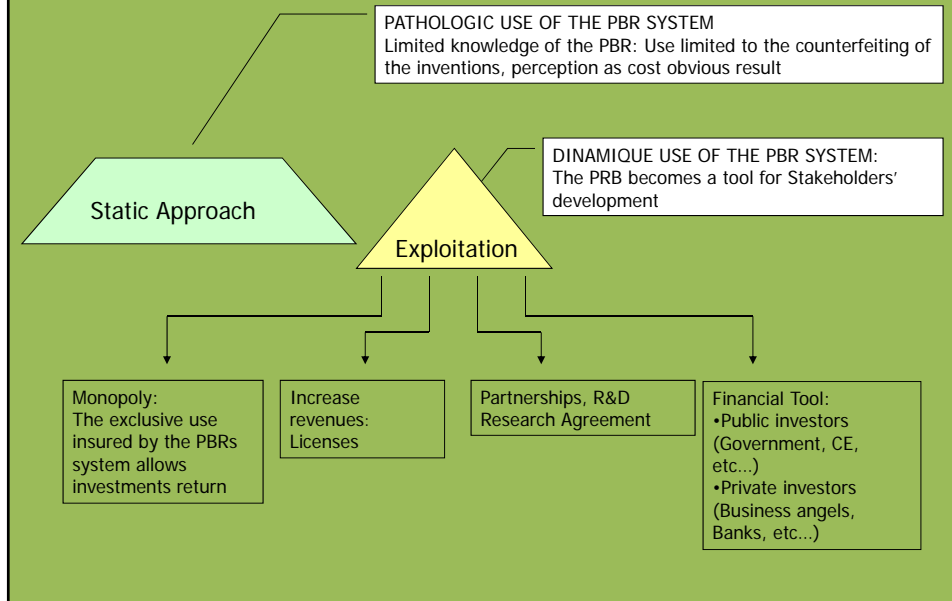 PATHOLOGIC USE OF THE PBR SYSTEM
Limited knowledge of the PBR: Use limited to the counterfeiting of
the inventions, perception as cost obvious result
DINAMIQUE USE OF THE PBR SYSTEM:
The PRB becomes a tool for Stakeholders'
development
Static Approach
Exploitation
Monopoly:
The exclusive use
insured by the PBRs
system allows
investments return
Increase
revenues:
Licenses
Partnerships, R&D
Research Agreement
Financial Tool:
•Public investors
(Government, CE,
etc...)
•Private investors
(Business angels,
Banks, etc...)